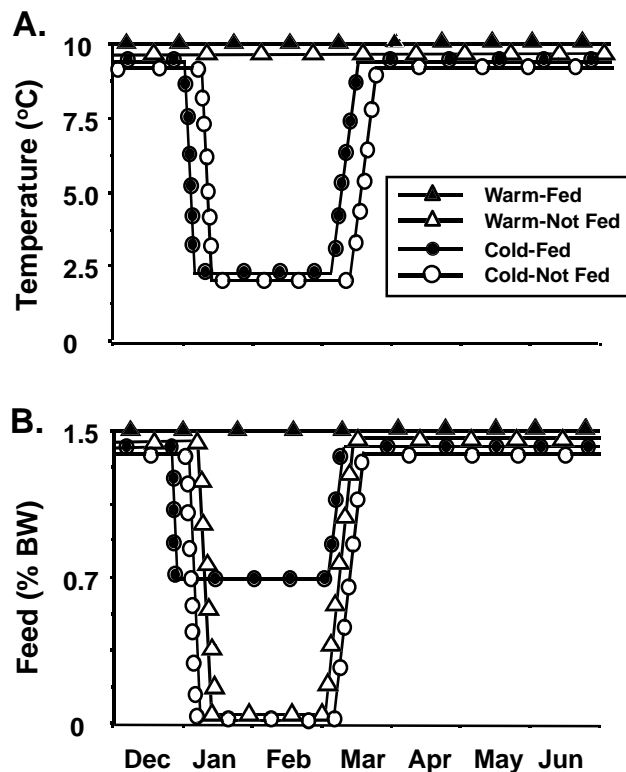 A.
Temperature (°C)
10
7.5
5.0
2.5
0
Warm-Fed
Warm-Not Fed
Cold-Fed
Cold-Not Fed
B.
Feed (% BW)
1.5
0.7
0
Dec Jan Feb Mar Apr May Jun